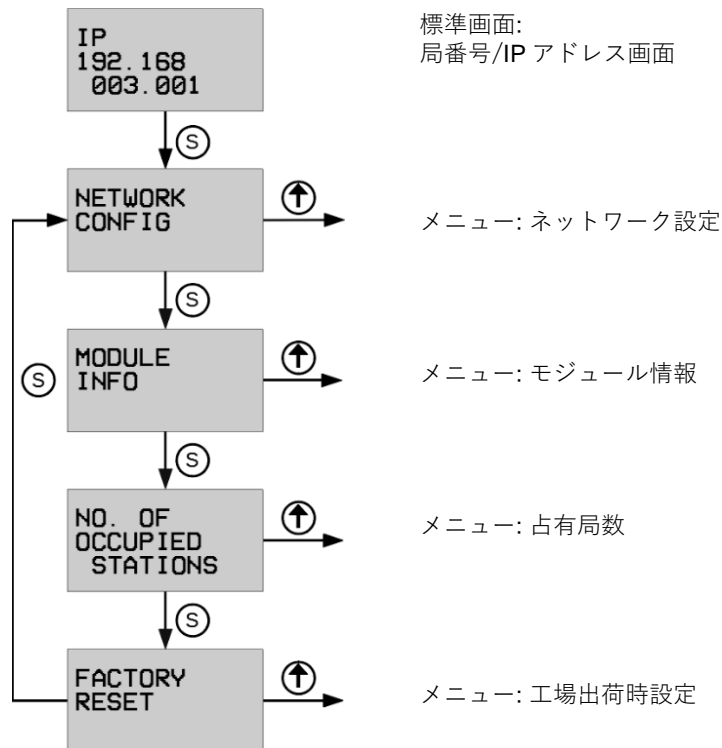 IP
192.168
003.001
標準画面:
局番号/IP アドレス画面
S
NETWORK
CONFIG
メニュー: ネットワーク設定
S
MODULE
INFO
メニュー: モジュール情報
S
S
NO. OF
OCCUPIED
STATIONS
メニュー: 占有局数
S
FACTORY
RESET
メニュー: 工場出荷時設定